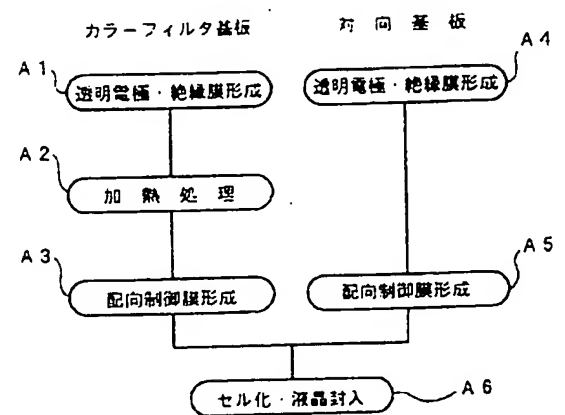 カラーフィルタ基板
対向基板
A1
透明電極・絶縁膜形成
A4
透明電極・絶縁膜形成
A2
加熱処理
A3
配向制御膜形成
A5
配向制御膜形成
セル化・液晶封入
A6